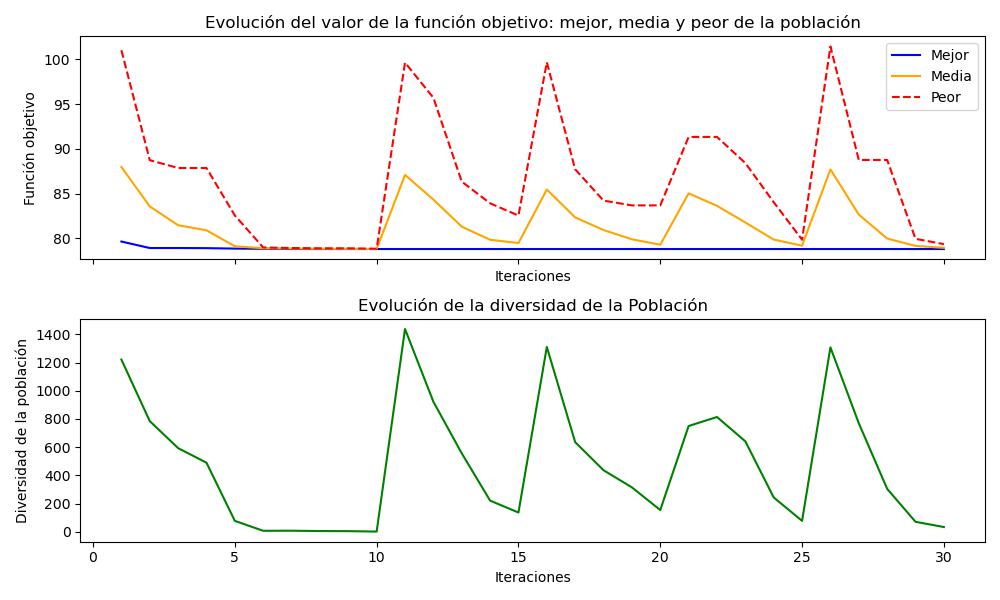 Evolución del valor de la función objetivo: mejor, media y peor de la población
Función objetivo
100
95
90
85
80
Mejor
Media
Peor
Iteraciones
Evolución de la diversidad de la Población
Diversidad de la población
1400
1200
1000
800
600
400
200
0
0 5 10 15 20 25 30
Iteraciones